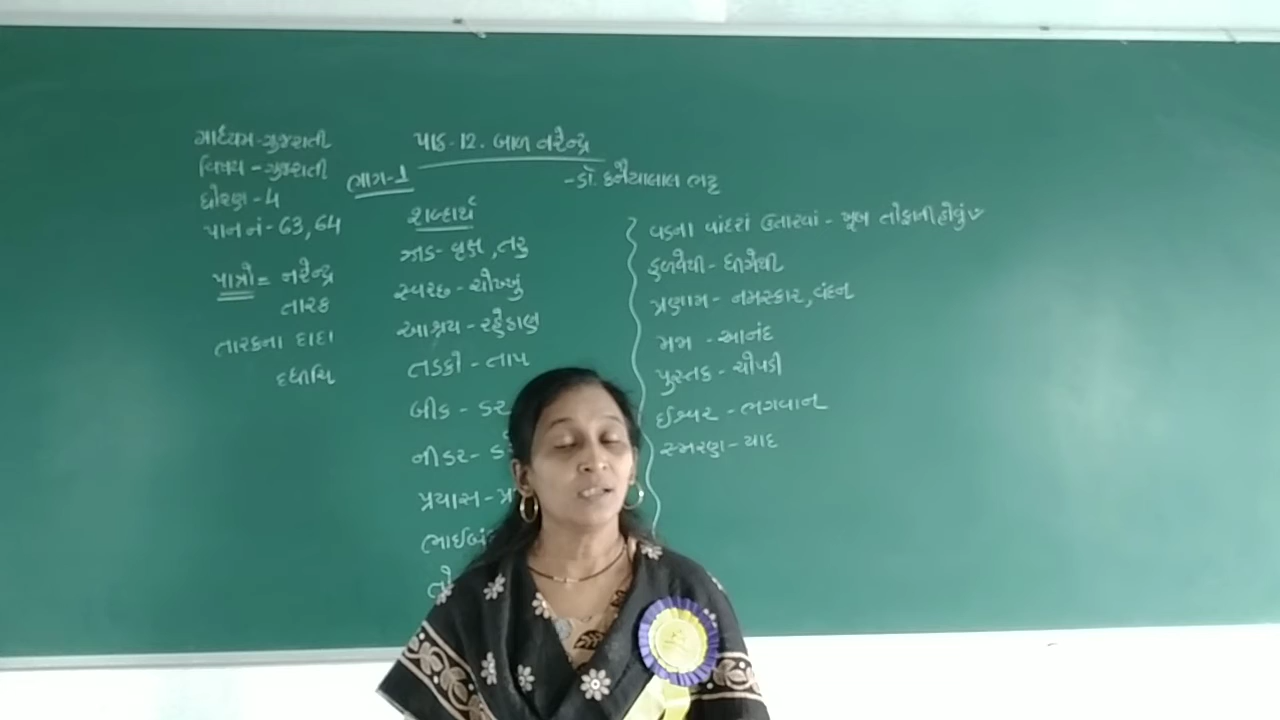 માધ્યમ-ગુજરાતી
વિષય-ગુજરાતી
ધોરણ-4
પાન નં-63,64
પાત્રો = નરેન્દ્ર
તારક
તારકના દાદા
દધીચિ
પાઠ-12. બાળ નરેન્દ્ર
ભાગ-1
-ડૉ. કનૈયાલાલ ભટ્ટ
શબ્દાર્થ
ઝાડ-વૃક્ષ,તરુ
સ્વચ્છ-ચોખ્ખું
આશ્રય-રહેઠાણ
તડકો-તાપ
બીક-ડર
નીડર-
પ્રયાસ-
વડના વાંદરાં ઉતારવાં-ખૂબ તોફાની હોવું
હળવેથી-ધીમેથી
પ્રણામ-નમસ્કાર,વંદન
મઝા-આનંદ
પુસ્તક-ચોપડી
ઈશ્વર-ભગવાન
સ્મરણ-યાદ